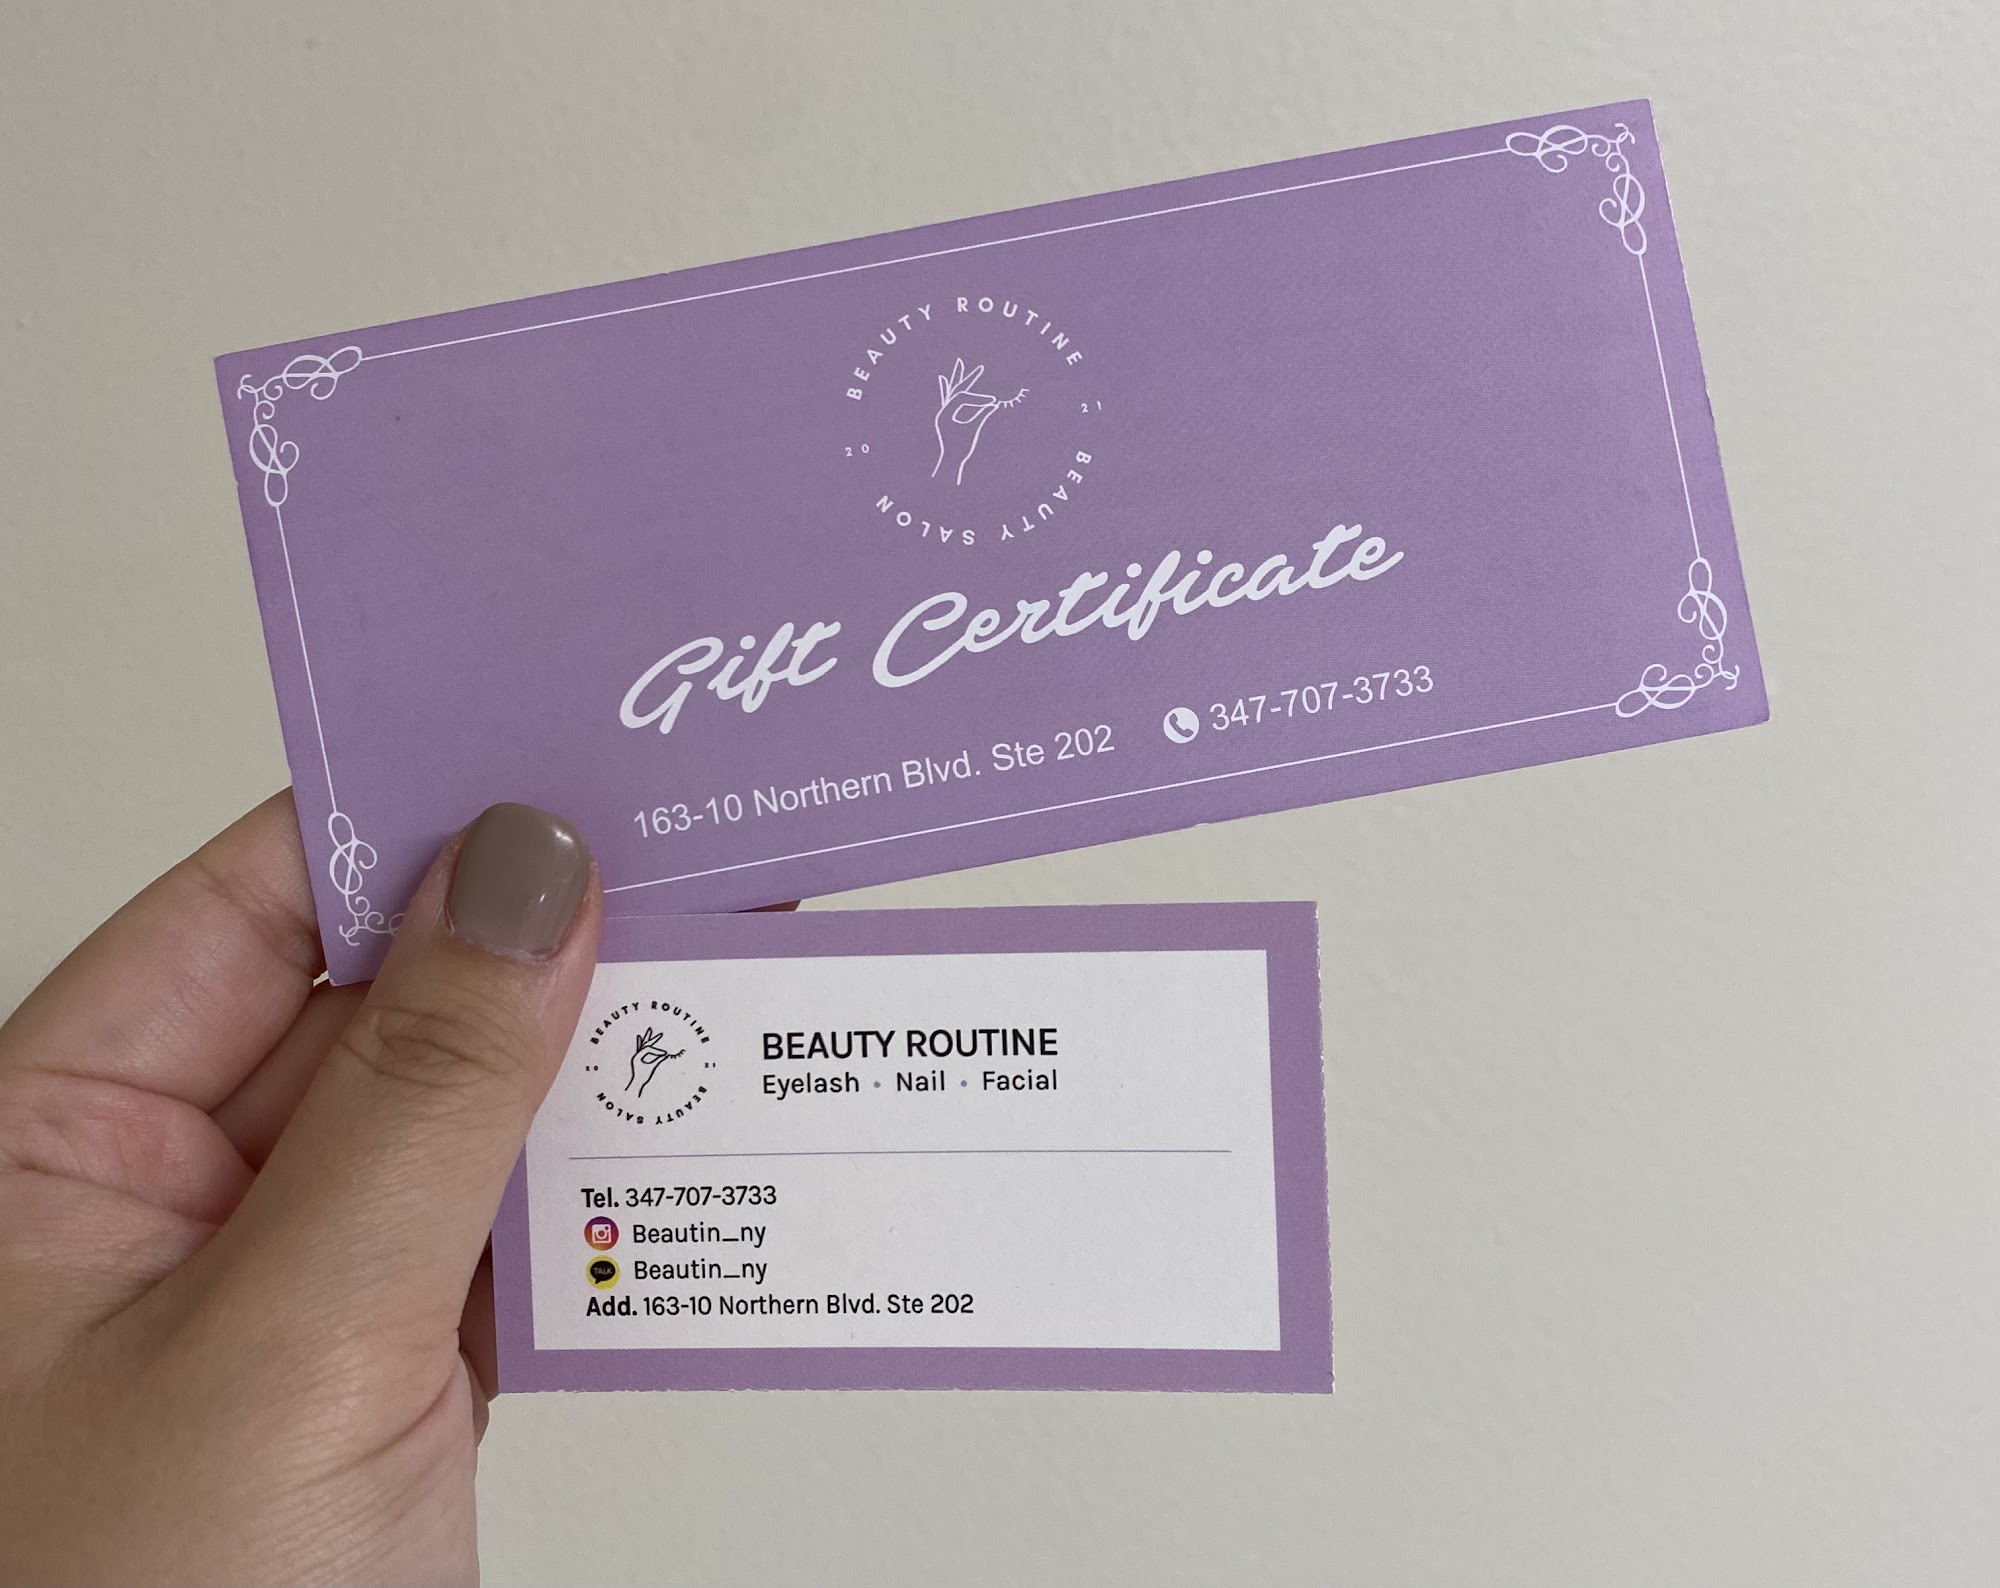 BEAUTY ROUTINE
20 21
BEAUTY SALON
Gift Certificate
163-10 Northern Blvd. Ste 202 347-707-3733
BEAUTY ROUTINE
20 21
BEAUTY SALON
BEAUTY ROUTINE
Eyelash • Nail • Facial
Tel. 347-707-3733
Beautin_ny
TALK Beautin_ny
Add. 163-10 Northern Blvd. Ste 202